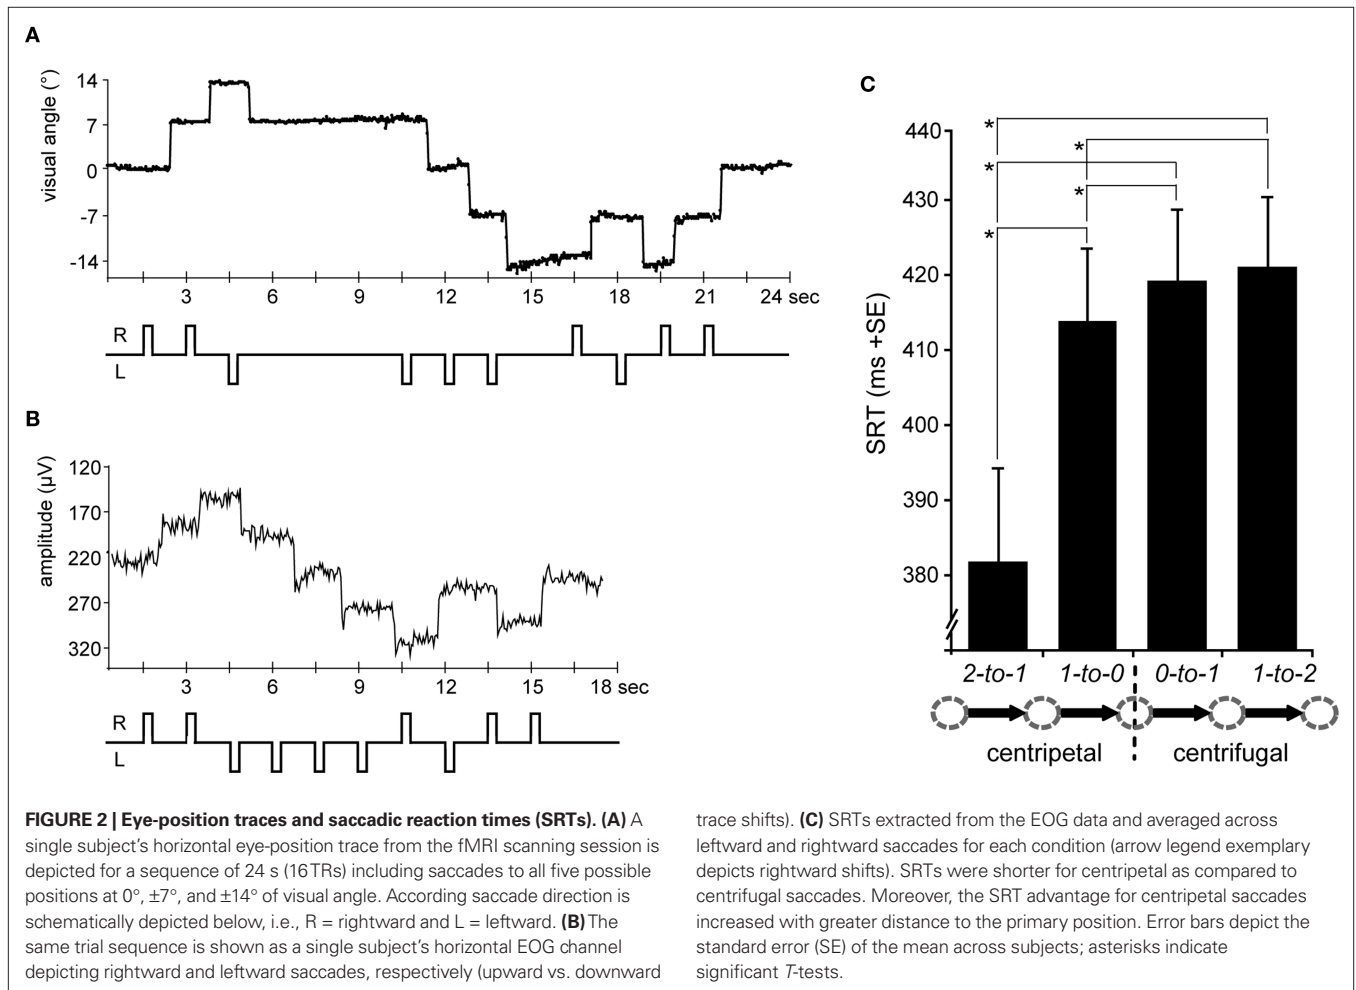 A
visual angle (°)
14
7
0
-7
-14
3 6 9 12 15 18 21 24 sec
R
L
B
amplitude (µV)
120
170
220
270
320
3 6 9 12 15 18 sec
R
L
C
SRT (ms +SE)
440
430
420
410
400
390
380
*
*
*
*
*
2-to-1 1-to-0 0-to-1 1-to-2
centripetal centrifugal
FIGURE 2 | Eye-position traces and saccadic reaction times (SRTs). (A) A
single subject's horizontal eye-position trace from the fMRI scanning session is
depicted for a sequence of 24 s (16 TRs) including saccades to all five possible
positions at 0°, ±7°, and ±14° of visual angle. According saccade direction is
schematically depicted below, i.e., R = rightward and L = leftward. (B) The
same trial sequence is shown as a single subject's horizontal EOG channel
depicting rightward and leftward saccades, respectively (upward vs. downward
trace shifts). (C) SRTs extracted from the EOG data and averaged across
leftward and rightward saccades for each condition (arrow legend exemplary
depicts rightward shifts). SRTs were shorter for centripetal as compared to
centrifugal saccades. Moreover, the SRT advantage for centripetal saccades
increased with greater distance to the primary position. Error bars depict the
standard error (SE) of the mean across subjects; asterisks indicate
significant T-tests.